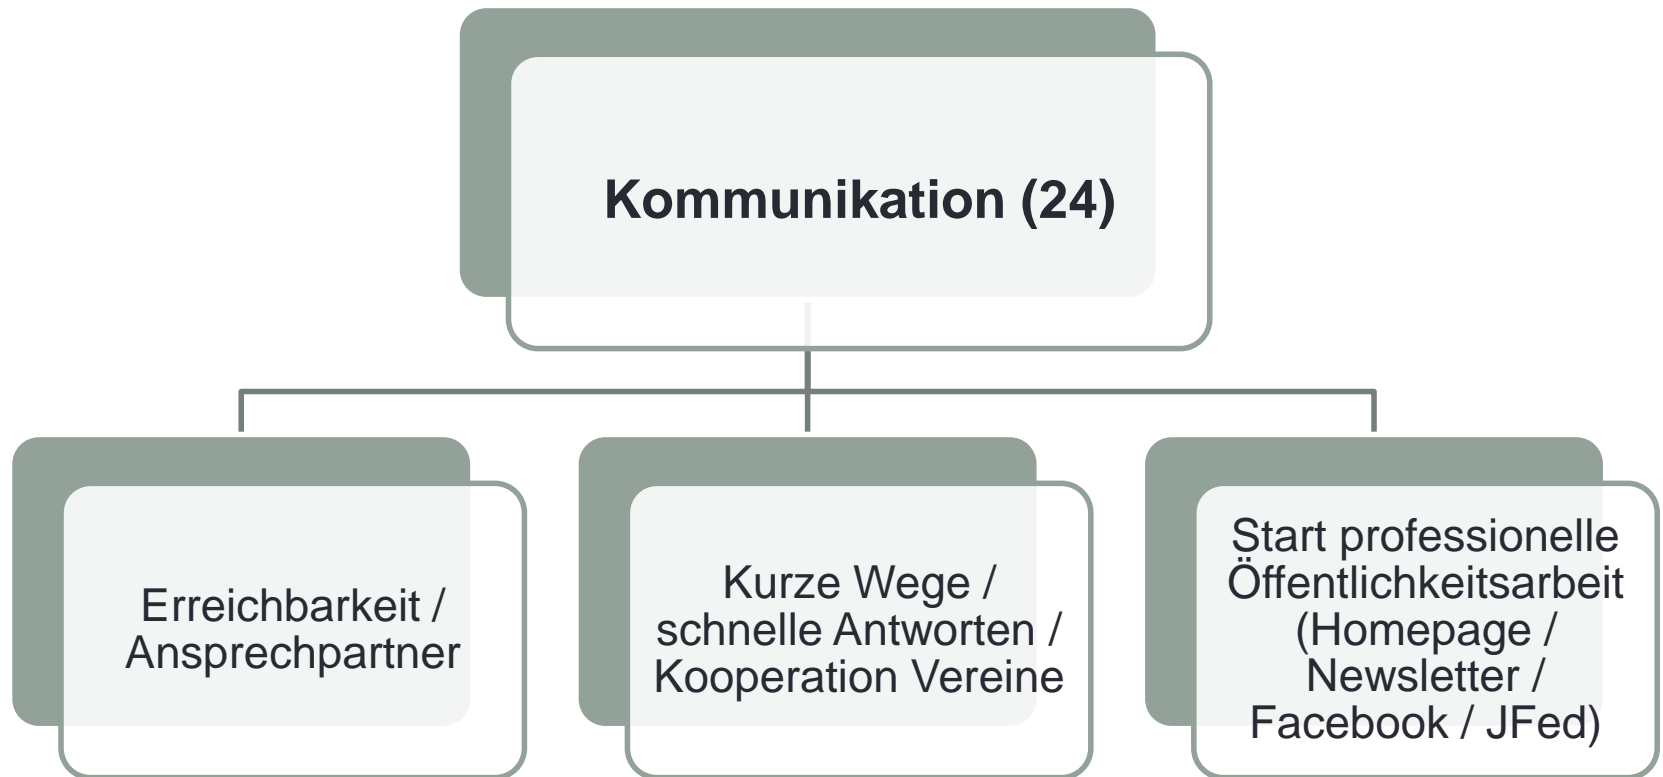 Kommunikation (24)
Erreichbarkeit /
Ansprechpartner
Kurze Wege /
schnelle Antworten /
Kooperation Vereine
Start professionelle
Öffentlichkeitsarbeit
(Homepage /
Newsletter /
Facebook / JFed)